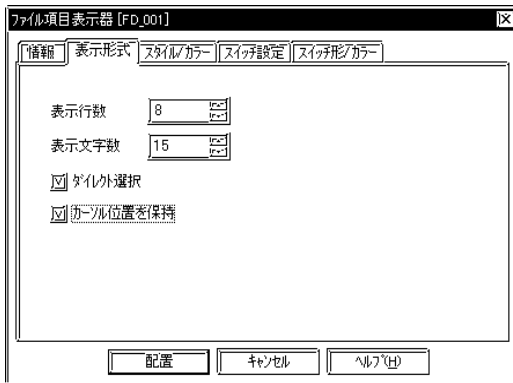 ファイル項目表示器 [FD_001]
情報 表示形式 スタイル/カラー スイッチ設定 スイッチ形/カラー
表示行数 8
表示文字数 15
ダイレクト選択
カーソル位置を保持
配置 キャンセル ヘルプ(H)